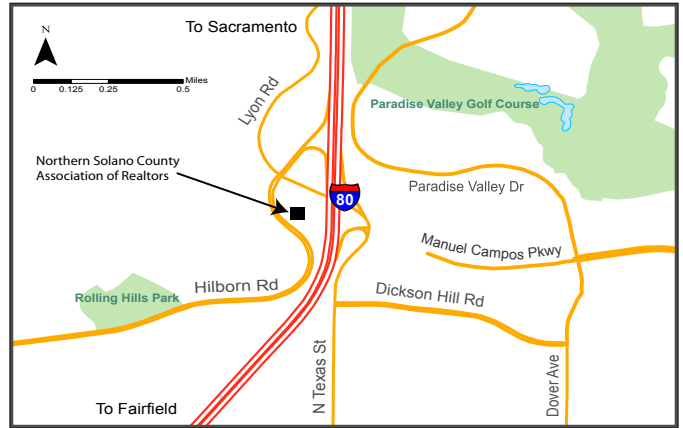 To Sacramento
N
Miles
0 0.125 0.25 0.5
Lyon Rd
Paradise Valley Golf Course
Northern Solano County
Association of Realtors
Paradise Valley Dr
80
Manuel Campos Pkwy
Hilborn Rd
Rolling Hills Park
Dickson Hill Rd
N Texas St
Dover Ave
To Fairfield